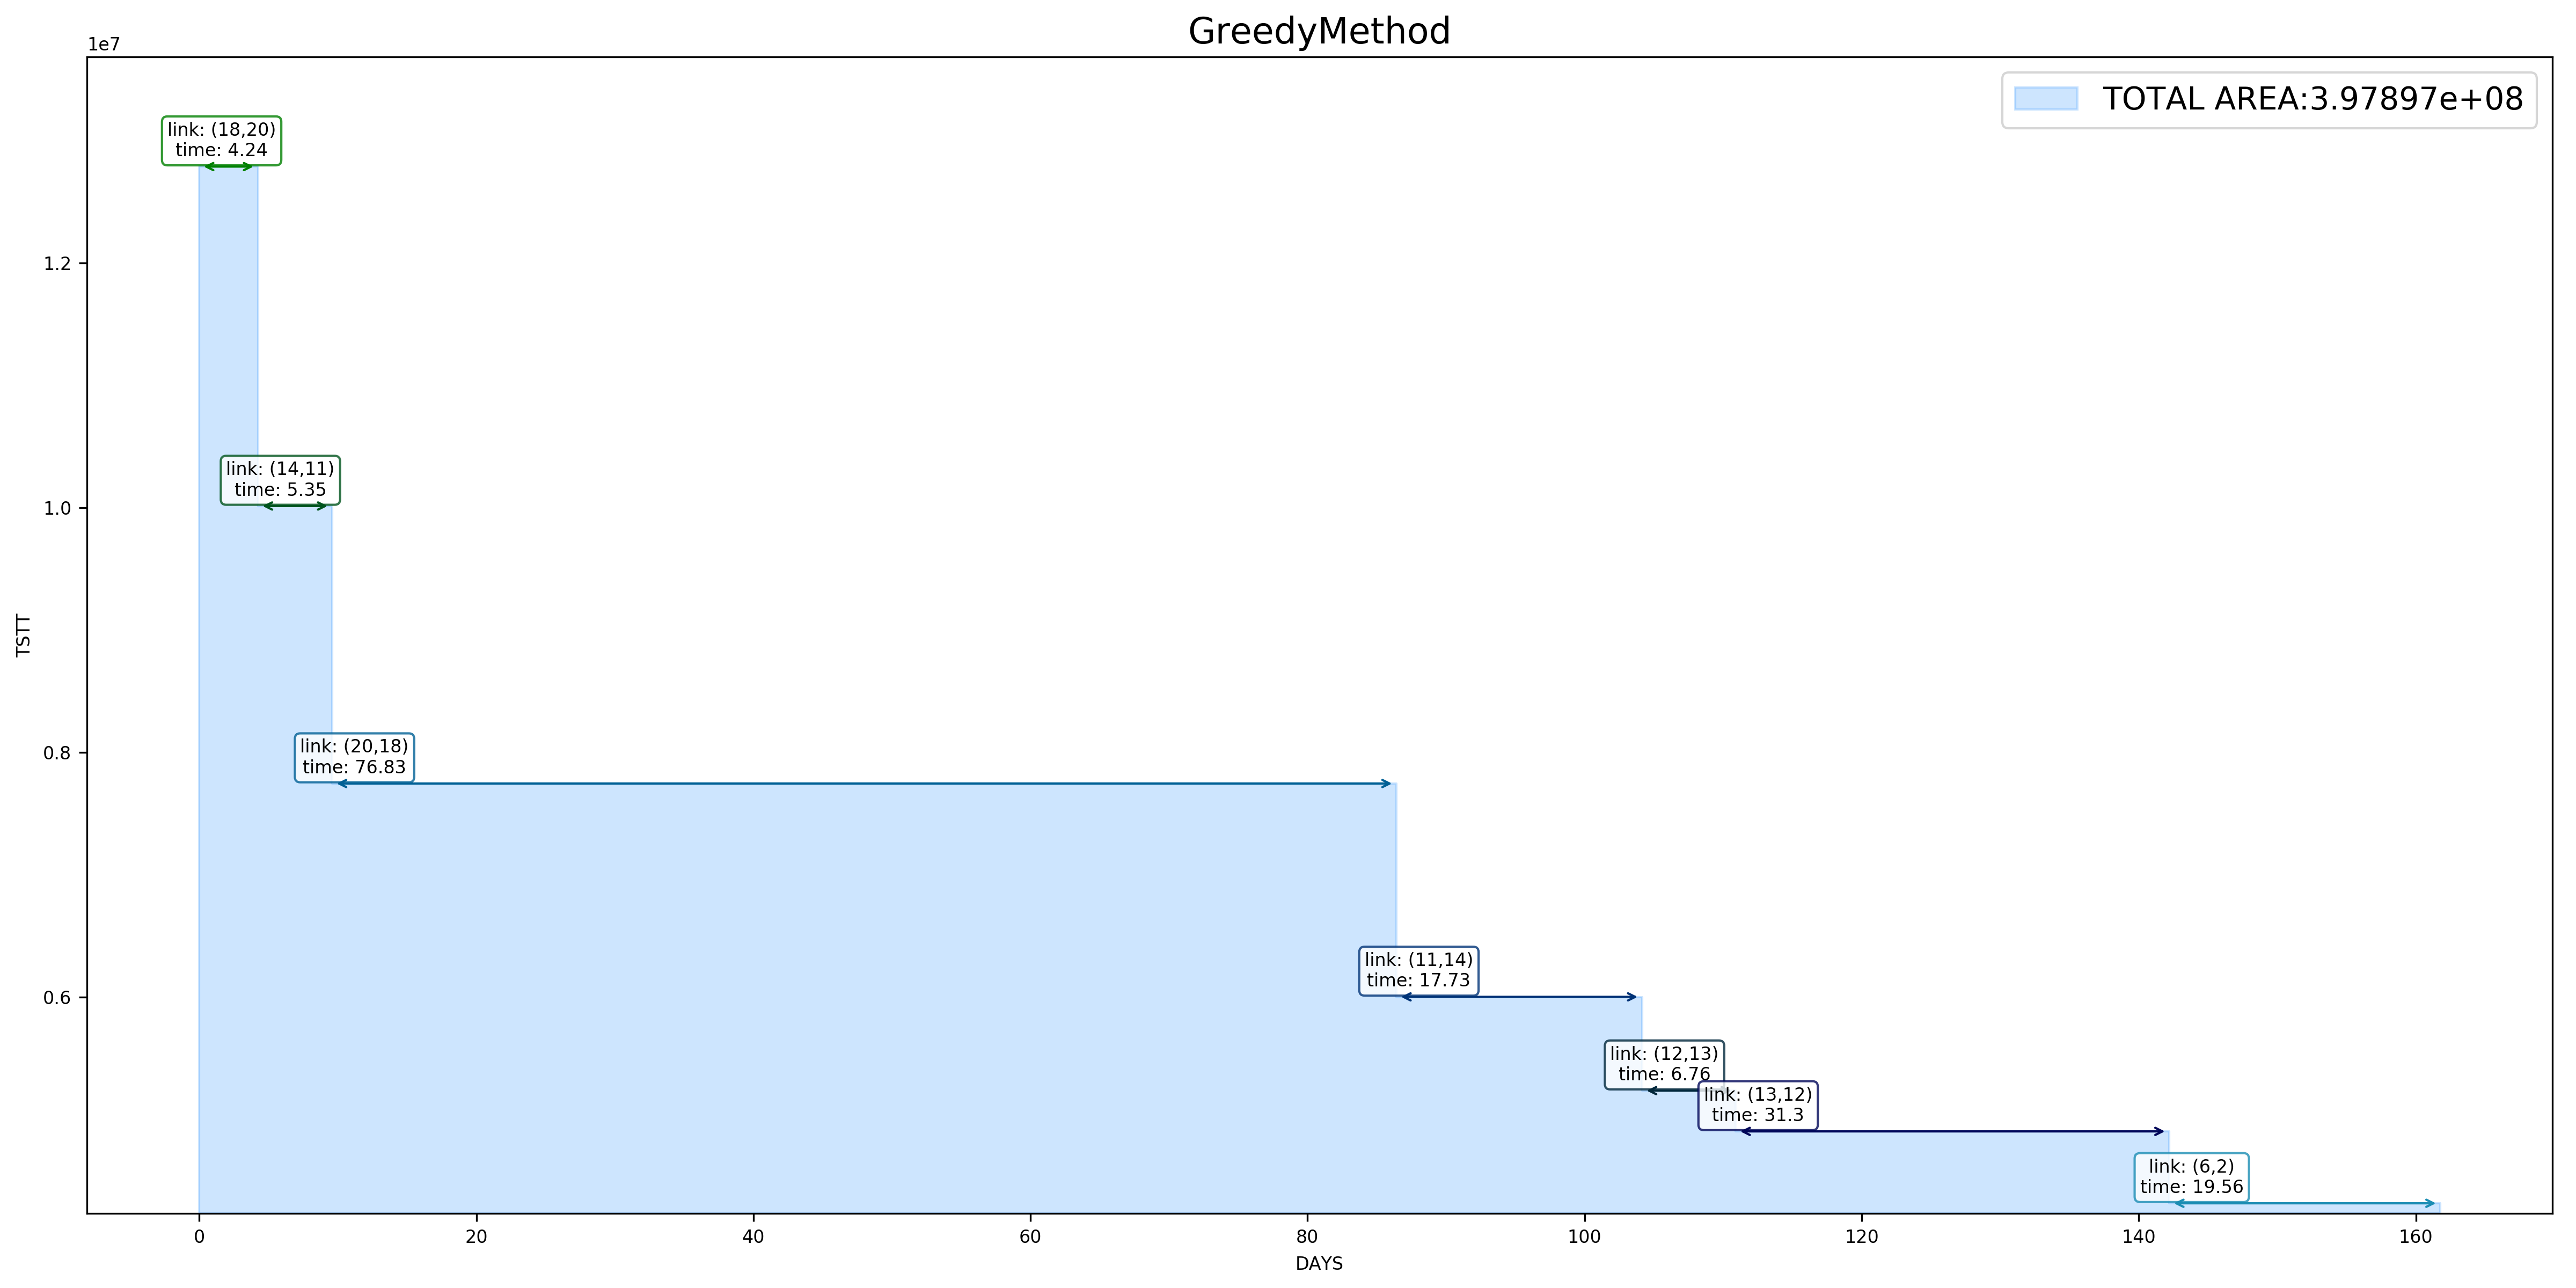 GreedyMethod
1e7
TOTAL AREA:3.97897e+08
link: (18,20)
time: 4.24
1.2
link: (14,11)
time: 5.35
1.0
TSTT
link: (20,18)
time: 76.83
0.8
link: (11,14)
time: 17.73
0.6
link: (12,13)
time: 6.76
link: (13,12)
time: 31.3
link: (6,2)
time: 19.56
0 20 40 60 80 100 120 140 160
DAYS